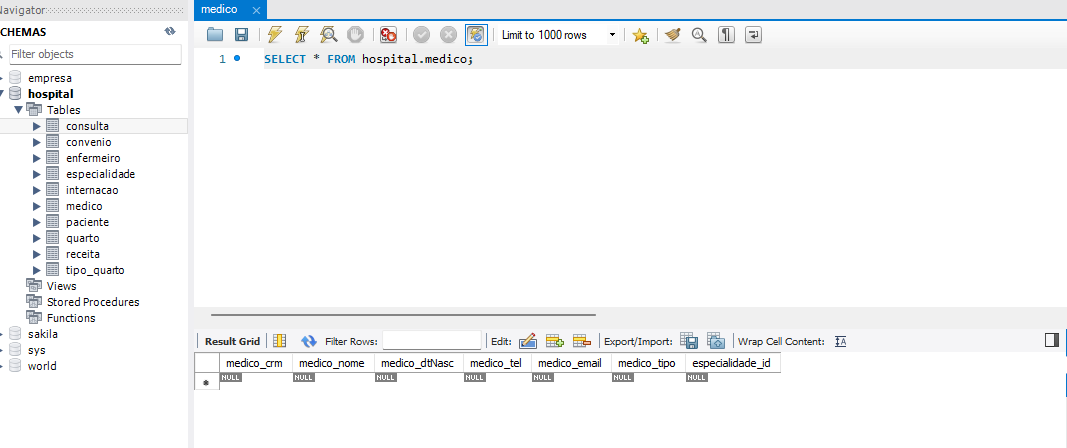 Navigator
medico
SCHEMAS
Filter objects
Limit to 1000 rows
empresa
hospital
Tables
consulta
convenio
enfermeiro
especialidade
internacao
medico
paciente
quarto
receita
tipo_quarto
Views
Stored Procedures
Functions
sakila
sys
world
1 SELECT * FROM hospital.medico;
Result Grid Filter Rows: Edit: Export/Import: Wrap Cell Content:
medico_crm medico_nome medico_dtNasc medico_tel medico_email medico_tipo especialidade_id
NULL NULL NULL NULL NULL NULL NULL